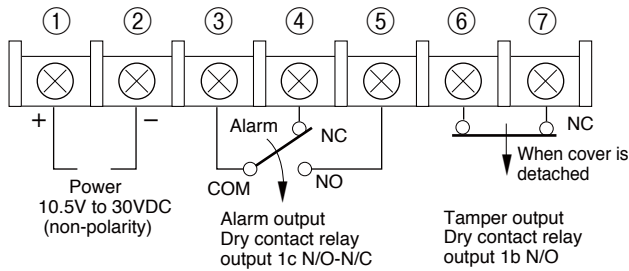 ① ② ③ ④ ⑤ ⑥ ⑦
+ −
Alarm
NC
COM
NO
NC
When cover is
detached
Power
10.5V to 30VDC
(non-polarity)
Alarm output
Dry contact relay
output 1c N/O-N/C
Tamper output
Dry contact relay
output 1b N/O